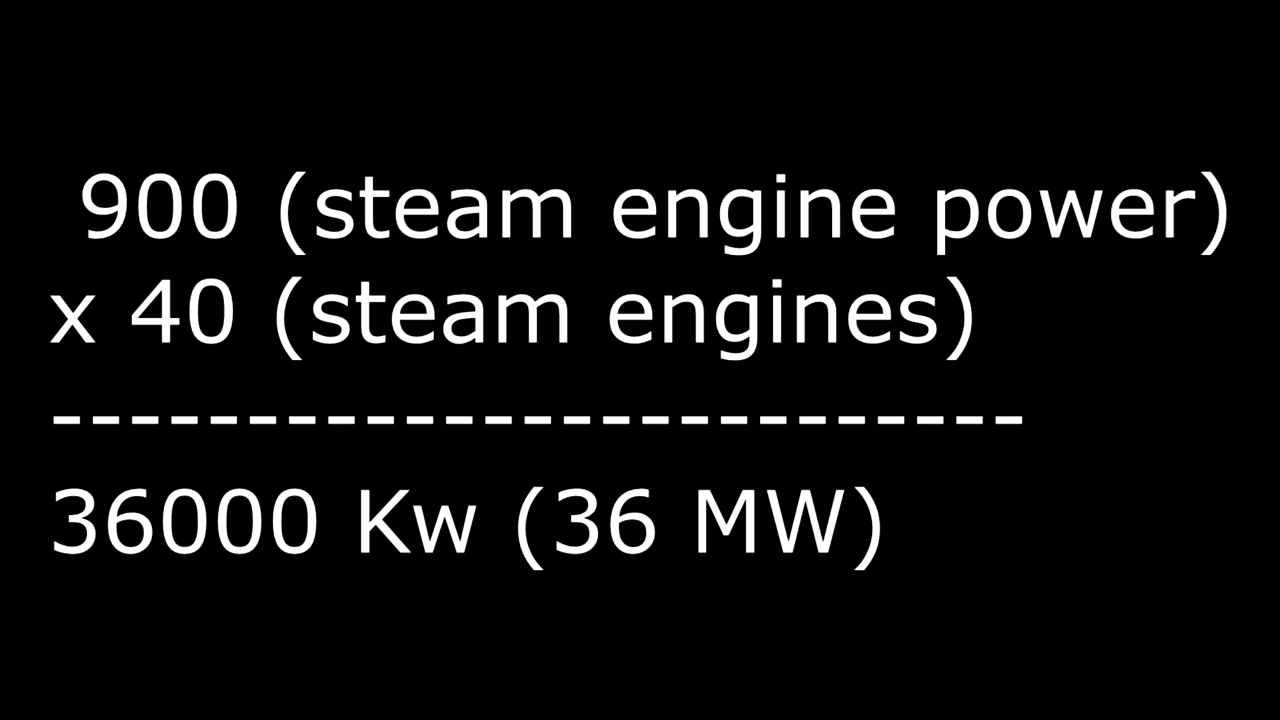 900 (steam engine power)
x 40 (steam engines)
-------------------------
36000 Kw (36 MW)